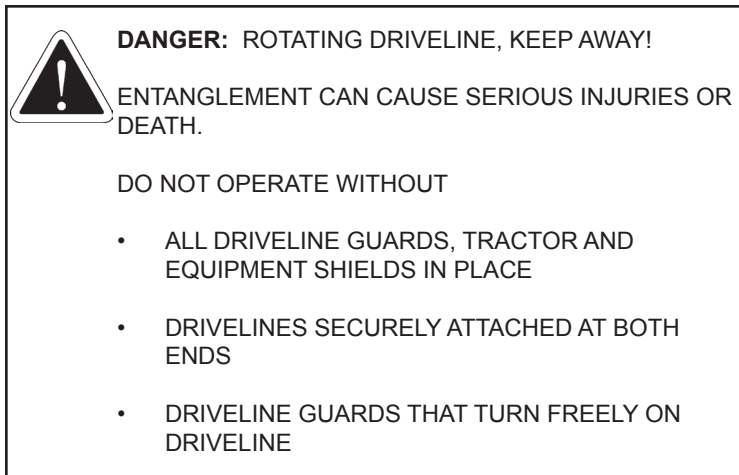 DANGER: ROTATING DRIVELINE, KEEP AWAY!
ENTANGLEMENT CAN CAUSE SERIOUS INJURIES OR
DEATH.
DO NOT OPERATE WITHOUT
• ALL DRIVELINE GUARDS, TRACTOR AND
EQUIPMENT SHIELDS IN PLACE
• DRIVELINES SECURELY ATTACHED AT BOTH
ENDS
• DRIVELINE GUARDS THAT TURN FREELY ON
DRIVELINE